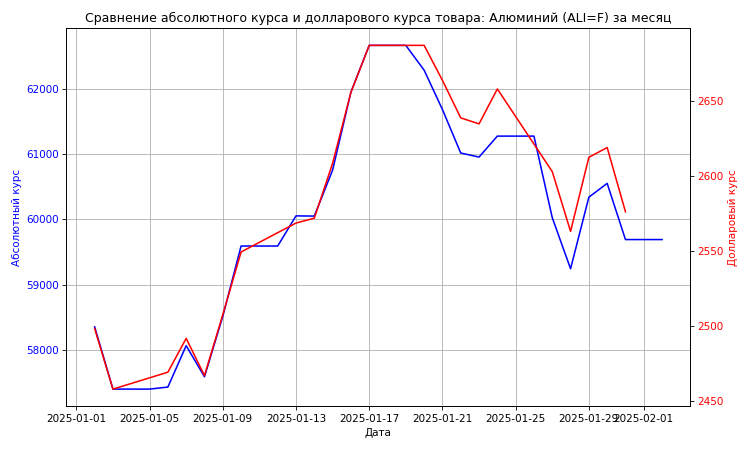 Сравнение абсолютного курса и долларового курса товара: Алюминий (ALI=F) за месяц
Абсолютный курс
62000
61000
60000
59000
58000
2650
2600
2550
2500
2450
Долларовый курс
2025-01-01 2025-01-05 2025-01-09 2025-01-13 2025-01-17 2025-01-21 2025-01-25 2025-01-29 2025-02-01
Дата